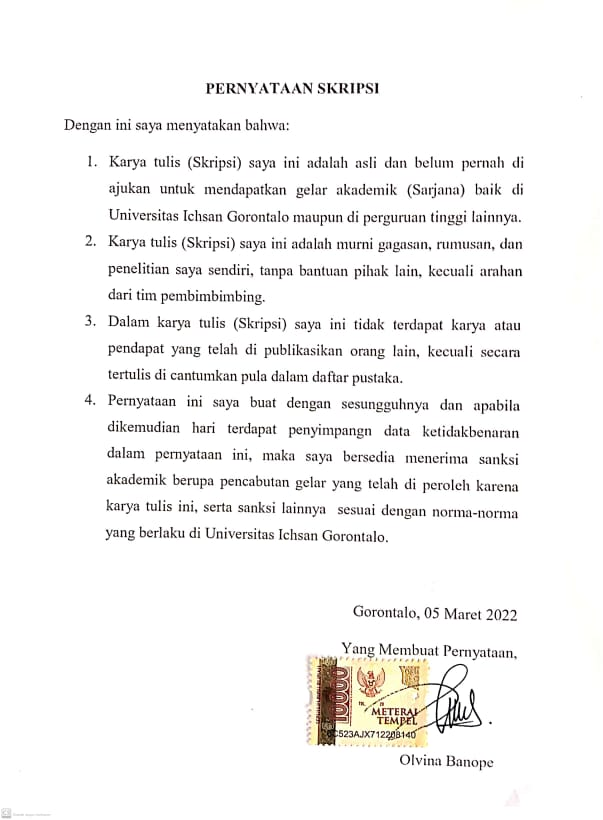 PERNYATAAN SKRIPSI
Dengan ini saya menyatakan bahwa:
1. Karya tulis (Skripsi) saya ini adalah asli dan belum pernah di
ajukan untuk mendapatkan gelar akademik (Sarjana) baik di
Universitas Ichsan Gorontalo maupun di perguruan tinggi lainnya.
2. Karya tulis (Skripsi) saya ini adalah murni gagasan, rumusan, dan
penelitian saya sendiri, tanpa bantuan pihak lain, kecuali arahan
dari tim pembimbimbing.
3. Dalam karya tulis (Skripsi) saya ini tidak terdapat karya atau
pendapat yang telah di publikasikan orang lain, kecuali secara
tertulis di cantumkan pula dalam daftar pustaka.
4. Pernyataan ini saya buat dengan sesungguhnya dan apabila
dikemudian hari terdapat penyimpangn data ketidakbenaran
dalam pernyataan ini, maka saya bersedia menerima sanksi
akademik berupa pencabutan gelar yang telah di peroleh karena
karya tulis ini, serta sanksi lainnya sesuai dengan norma-norma
yang berlaku di Universitas Ichsan Gorontalo.
Gorontalo, 05 Maret 2022
Yang Membuat Pernyataan,
10000
METERAI
TEMPEL
C523AJX712208140
Olvina Banope